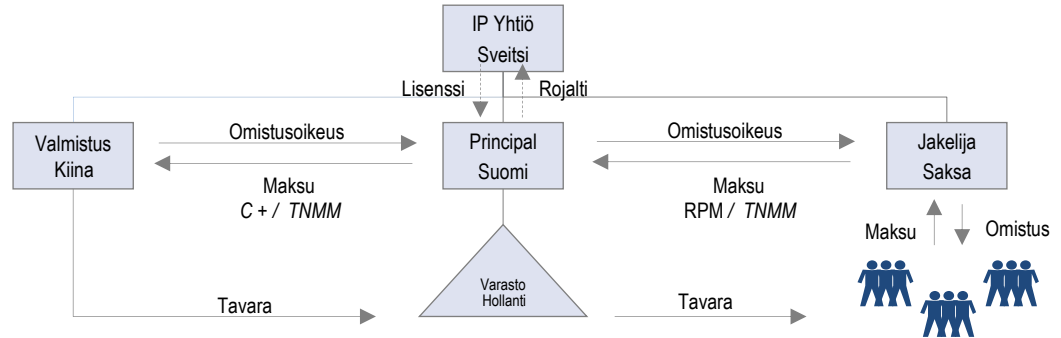 IP Yhtiö
Sveitsi
Lisenssi
Rojalti
Valmistus
Kiina
Omistusoikeus
Maksu
C + / TNMM
Principal
Suomi
Omistusoikeus
Maksu
RPM / TNMM
Jakelija
Saksa
Maksu
Omistus
Varasto
Hollanti
Tavara
Tavara